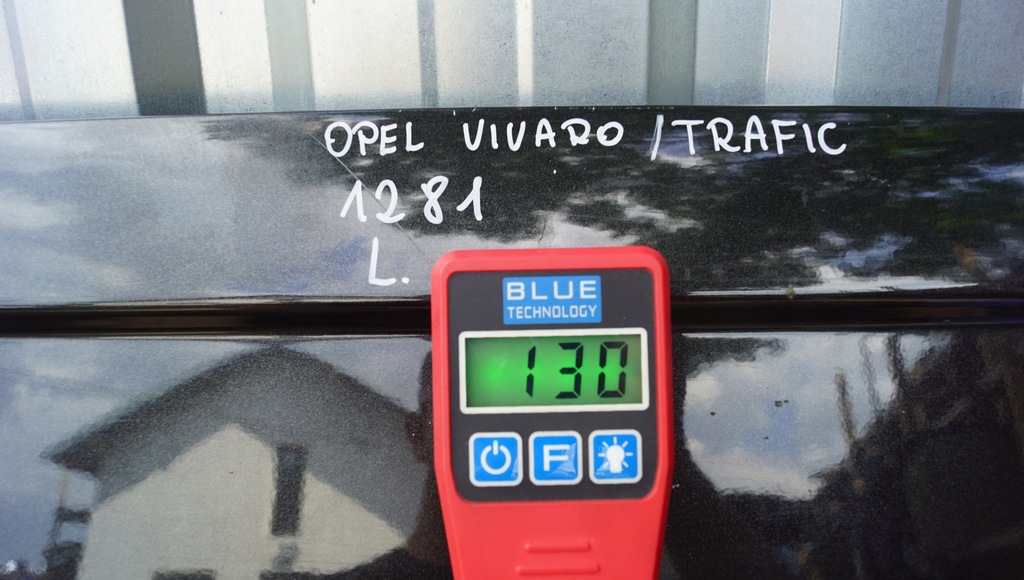 OPEL VIVARO / TRAFIC
1281
L.
BLUE
TECHNOLOGY
130
F